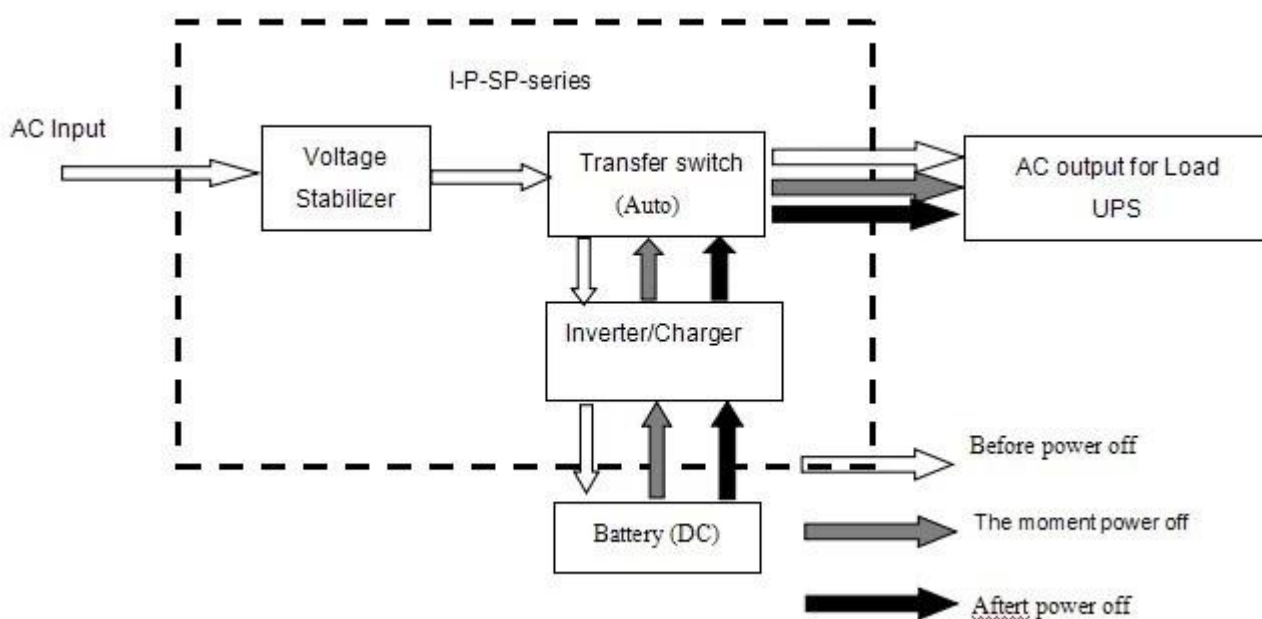 I-P-SP-series
AC Input
Voltage
Stabilizer
Transfer switch
(Auto)
AC output for Load
UPS
Inverter/Charger
Battery (DC)
Before power off
The moment power off
Aftert power off